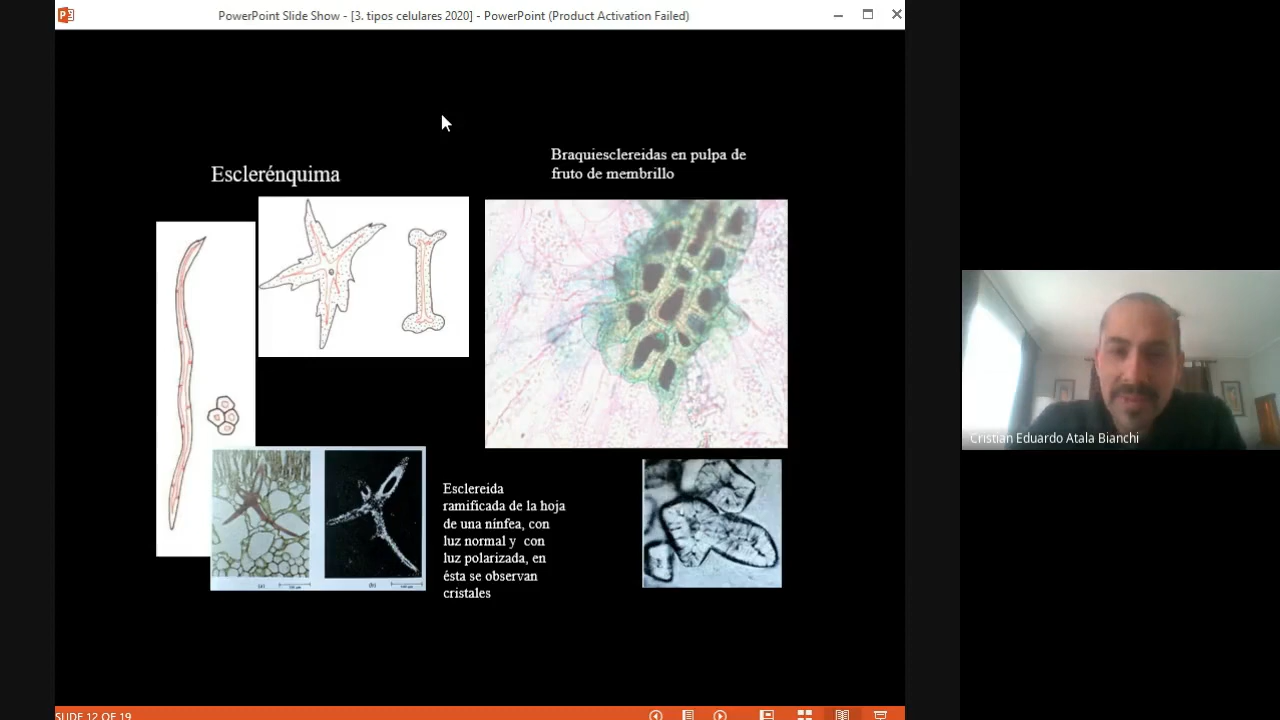 PowerPoint Slide Show - [3. tipos celulares 2020] - PowerPoint (Product Activation Failed)
Esclerénquima
Braquiesclereidas en pulpa de
fruto de membrillo
Esclereida
ramificada de la hoja
de una nínfea, con
luz normal y con
luz polarizada, en
ésta se observan
cristales
(a)
(b)
Cristian Eduardo Atala Bianchi
SLIDE 12 OF 19